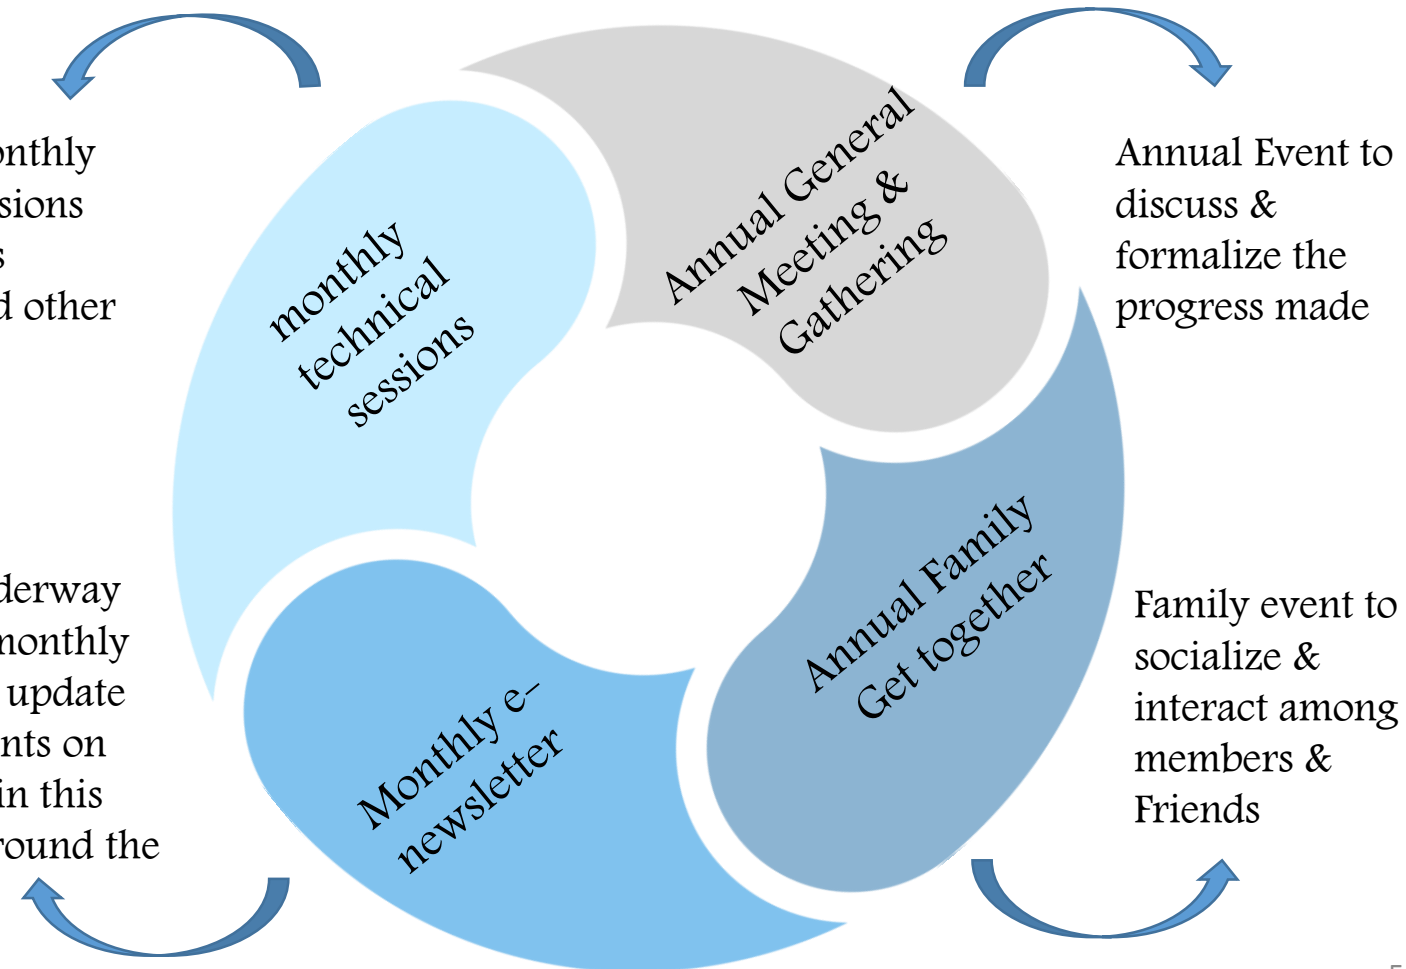 sions
d other
monthly
technical
sessions
Annual General
Meeting &
Gathering
Annual Event to
discuss &
formalize the
progress made
monthly
update
nts on
in this
round the
Monthly e-
newsletter
Annual Family
Get together
Family event to
socialize &
interact among
members &
Friends